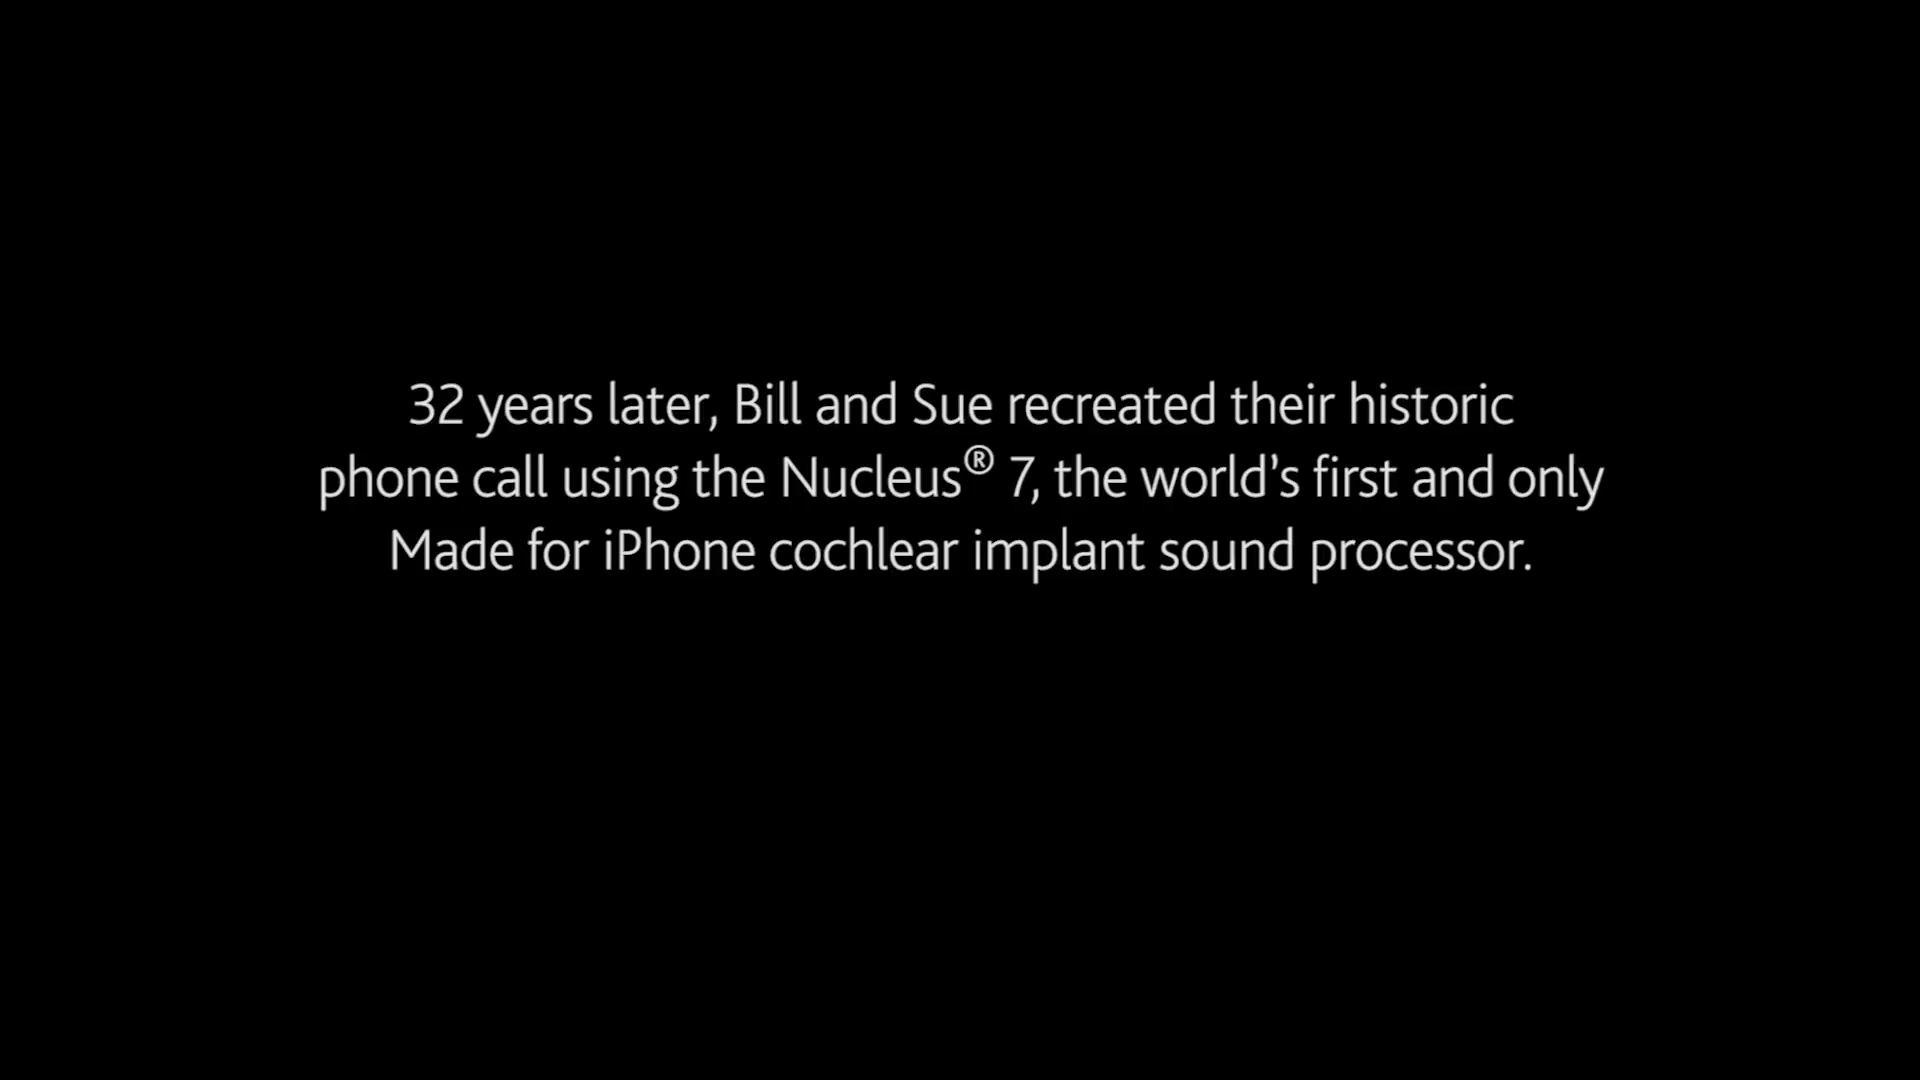 32 years later, Bill and Sue recreated their historic
phone call using the Nucleus® 7, the world’s first and only
Made for iPhone cochlear implant sound processor.